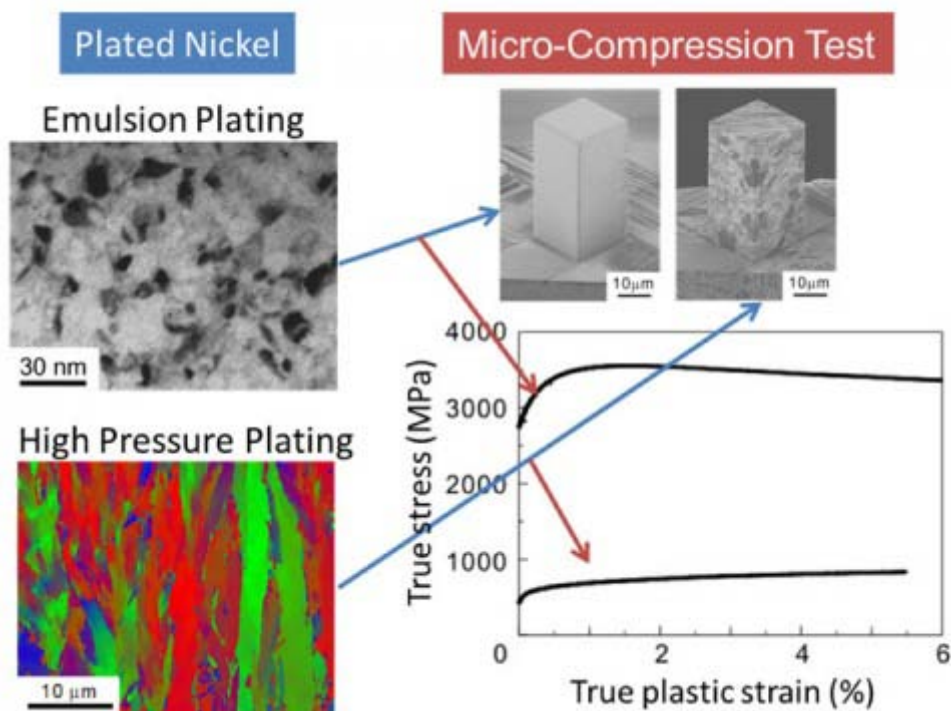 Plated Nickel
Micro-Compression Test
Emulsion Plating
30 nm
10μm
10μm
High Pressure Plating
10 μm
True stress (MPa)
4000
3000
2000
1000
0
0
2
4
6
True plastic strain (%)